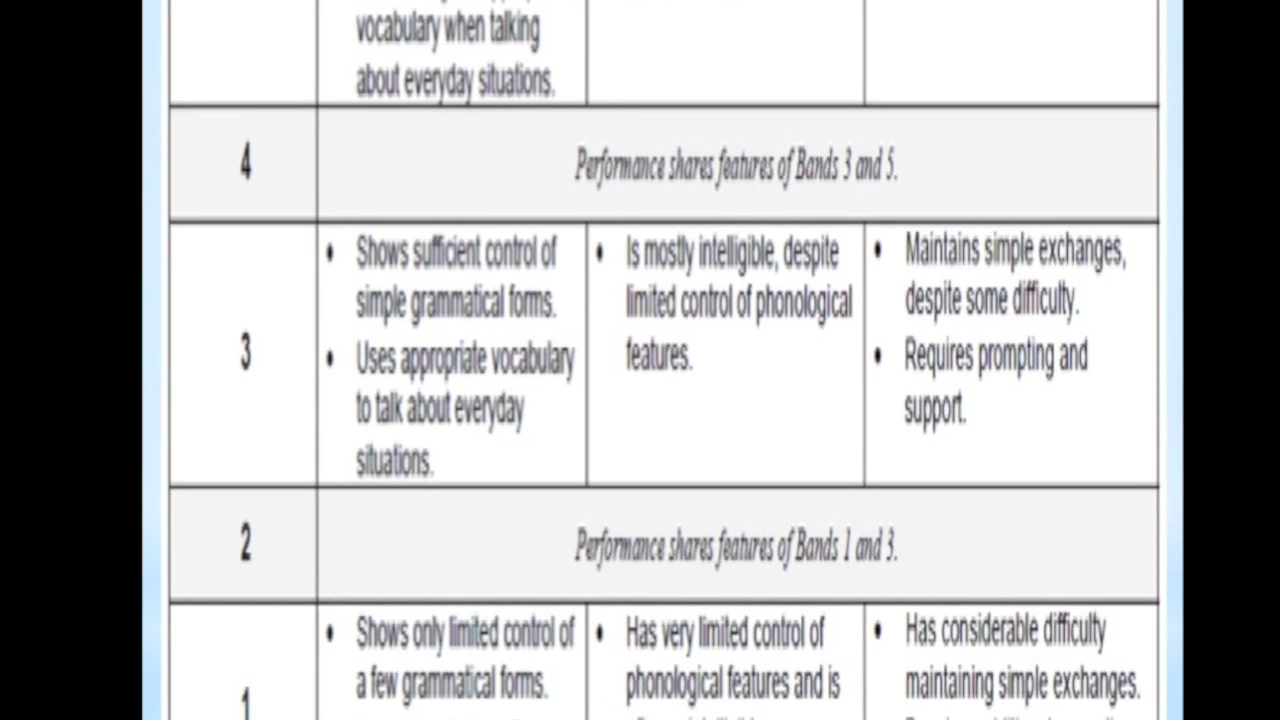 vocabulary when talking
about everyday situations.
4
Performance shares features of Bands 3 and 5.
3
• Shows sufficient control of
simple grammatical forms.
• Uses appropriate vocabulary
to talk about everyday
situations.
• Is mostly intelligible, despite
limited control of phonological
features.
• Maintains simple exchanges,
despite some difficulty.
• Requires prompting and
support.
2
Performance shares features of Bands 1 and 3.
1
• Shows only limited control of
a few grammatical forms.
• Has very limited control of
phonological features and is
• Has considerable difficulty
maintaining simple exchanges.